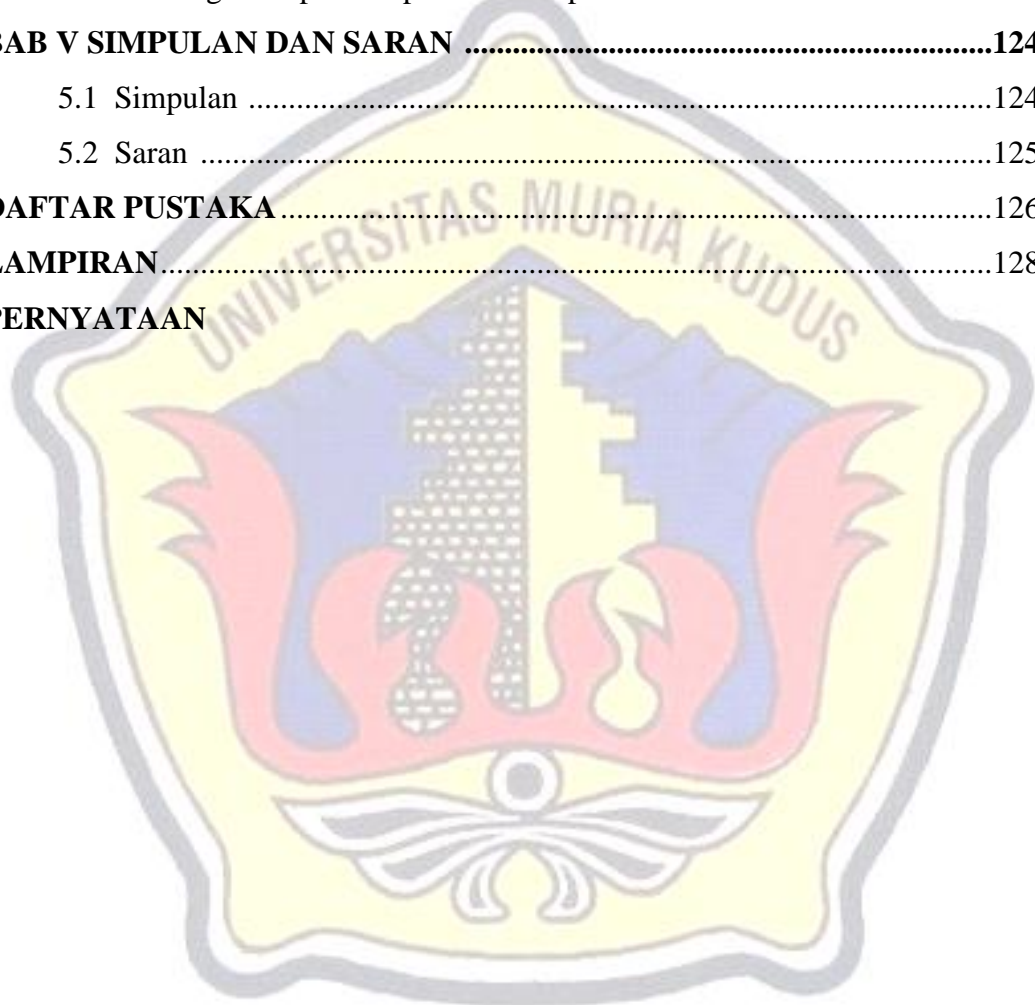 BAB V SIMPULAN DAN SARAN ........................................................................124
5.1 Simpulan ....................................................................................................124
5.2 Saran ..........................................................................................................125
DAFTAR PUSTAKA ................................................................................................126
LAMPIRAN................................................................................................................128
PERNYATAAN
UNIVERSITAS MURIA KUDUS